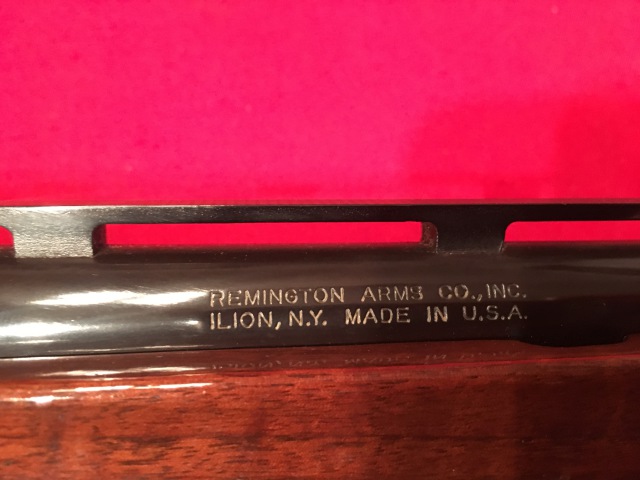 REMINGTON ARMS CO., INC.
ILION, N.Y. MADE IN U.S.A.